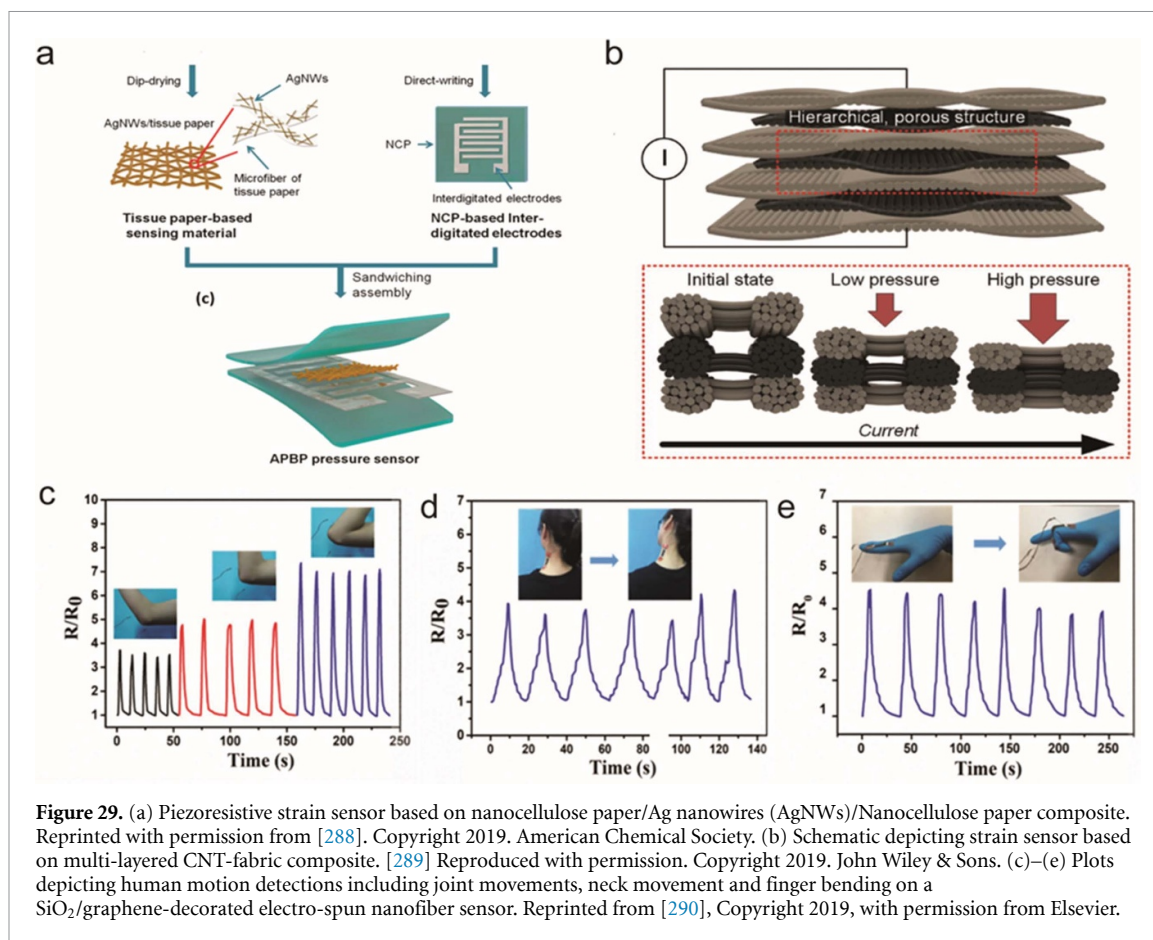 a
Dip-drying
AgNWs
AgNWs/tissue paper
Microfiber of
tissue paper
Tissue paper-based
sensing material
Direct-writing
NCP
Interdigitated electrodes
NCP-based Inter-
digitated electrodes
Sandwiching
assembly
(c)
APBP pressure sensor
b
I
Hierarchical, porous structure
Initial state
Low pressure
High pressure
Current
c
R/R0
10
9
8
7
6
5
4
3
2
1
0 50 100 150 200 250
Time (s)
d
R/R0
7
6
5
4
3
2
1
0
0 20 40 60 80 100 120 140
Time (s)
e
R/R0
7
6
5
4
3
2
1
0 50 100 150 200 250
Time (s)
Figure 29. (a) Piezoresistive strain sensor based on nanocellulose paper/Ag nanowires (AgNWs)/Nanocellulose paper composite.
Reprinted with permission from [288]. Copyright 2019. American Chemical Society. (b) Schematic depicting strain sensor based
on multi-layered CNT-fabric composite. [289] Reproduced with permission. Copyright 2019. John Wiley & Sons. (c)–(e) Plots
depicting human motion detections including joint movements, neck movement and finger bending on a
SiO2/graphene-decorated electro-spun nanofiber sensor. Reprinted from [290], Copyright 2019, with permission from Elsevier.